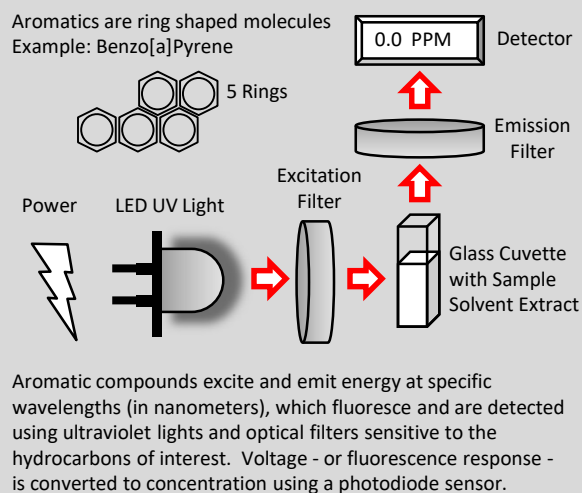 Aromatics are ring shaped molecules
Example: Benzo[a]Pyrene
5 Rings
0.0 PPM
Detector
Emission
Filter
Excitation
Filter
Power
LED UV Light
Glass Cuvette
with Sample
Solvent Extract
Aromatic compounds excite and emit energy at specific
wavelengths (in nanometers), which fluoresce and are detected
using ultraviolet lights and optical filters sensitive to the
hydrocarbons of interest.  Voltage - or fluorescence response -
is converted to concentration using a photodiode sensor.